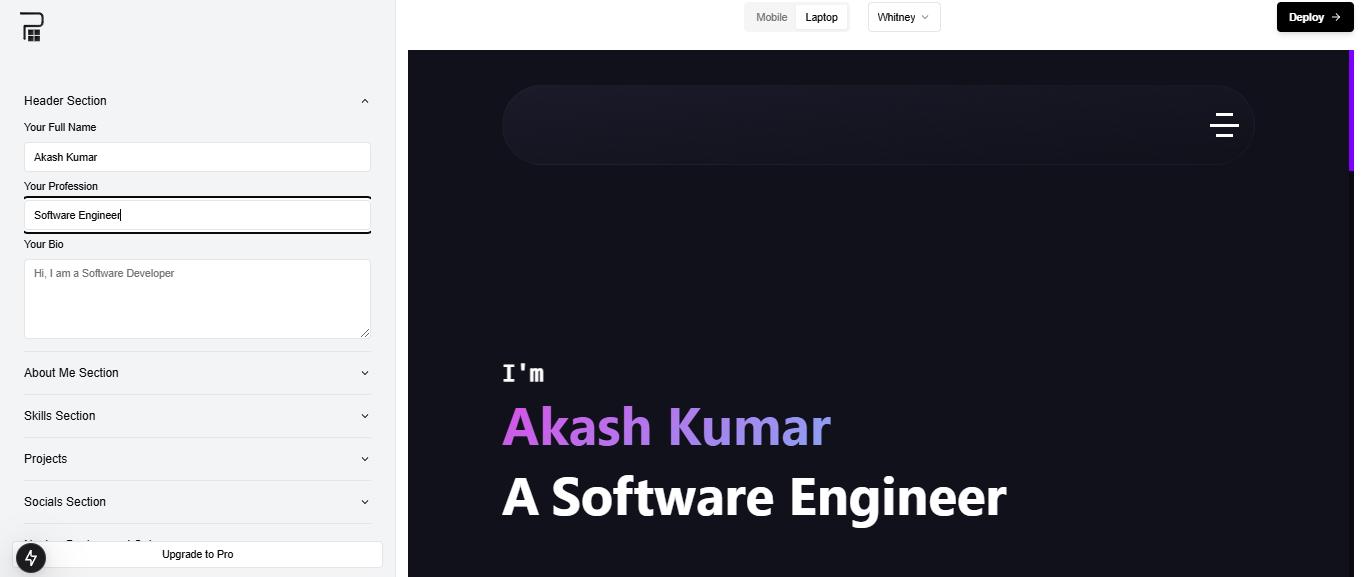 Mobile Laptop Whitney Deploy
Header Section
Your Full Name
Akash Kumar
Your Profession
Software Engineer
Your Bio
Hi, I am a Software Developer
About Me Section
Skills Section
Projects
Socials Section
Upgrade to Pro
I'm
Akash Kumar
A Software Engineer